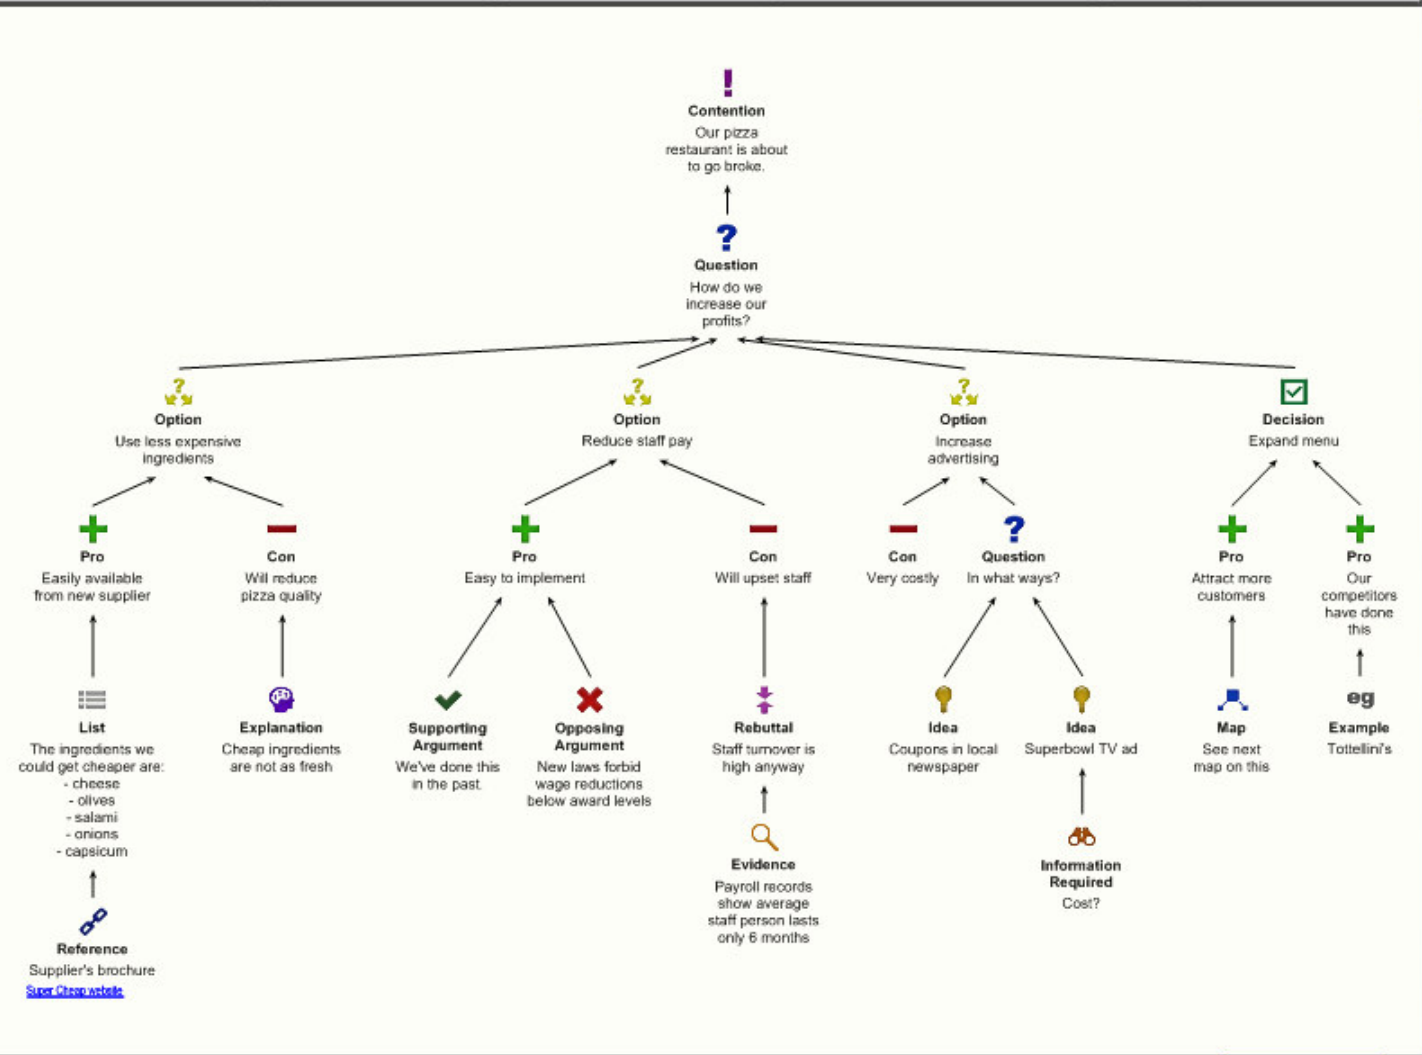 !
Contention
Our pizza
restaurant is about
to go broke.
?
Question
How do we
increase our
profits?
?
Option
Use less expensive
ingredients
?
Option
Reduce staff pay
?
Option
Increase
advertising
Decision
Expand menu
Pro
Easily available
from new supplier
Con
Will reduce
pizza quality
Pro
Easy to implement
Con
Will upset staff
Con
Very costly
?
Question
In what ways?
Pro
Attract more
customers
Pro
Our
competitors
have done
this
List
The ingredients we
could get cheaper are:
- cheese
- olives
- salami
- onions
- capsicum
Explanation
Cheap ingredients
are not as fresh
Supporting
Argument
We've done this
in the past.
Opposing
Argument
New laws forbid
wage reductions
below award levels
Rebuttal
Staff turnover is
high anyway
Idea
Coupons in local
newspaper
Idea
Superbowl TV ad
Map
See next
map on this
eg
Example
Tottellini's
Evidence
Payroll records
show average
staff person lasts
only 6 months
Information
Required
Cost?
Reference
Supplier's brochure
Super Cheap website